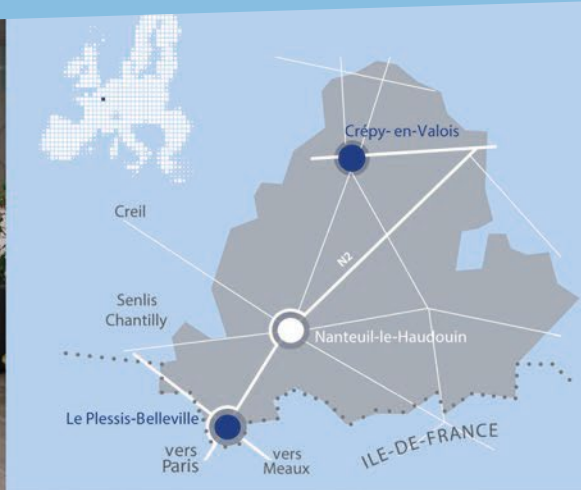 Crépy- en-Valois
Creil
N2
Senlis
Chantilly
Nanteuil-le-Haudouin
Le Plessis-Belleville
vers
Paris
vers
Meaux
ILE-DE-FRANCE